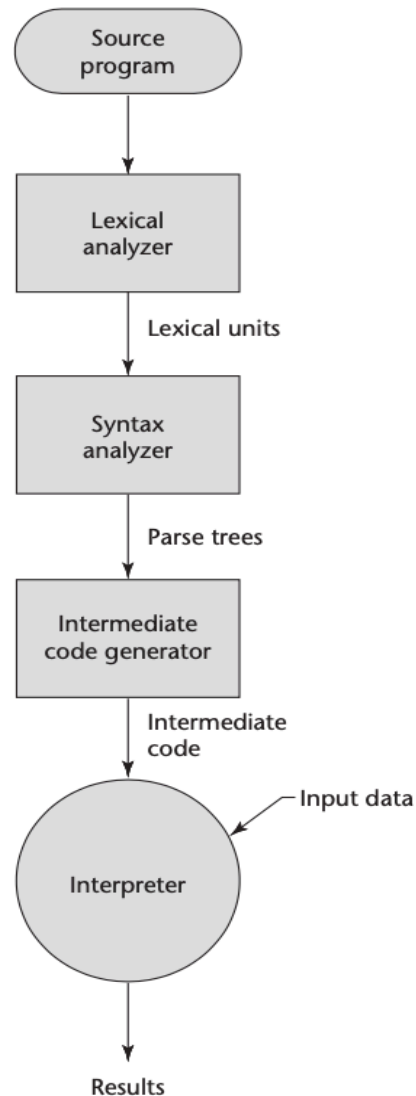 Source
program
Lexical
analyzer
Lexical units
Syntax
analyzer
Parse trees
Intermediate
code generator
Intermediate
code
Input data
Interpreter
Results